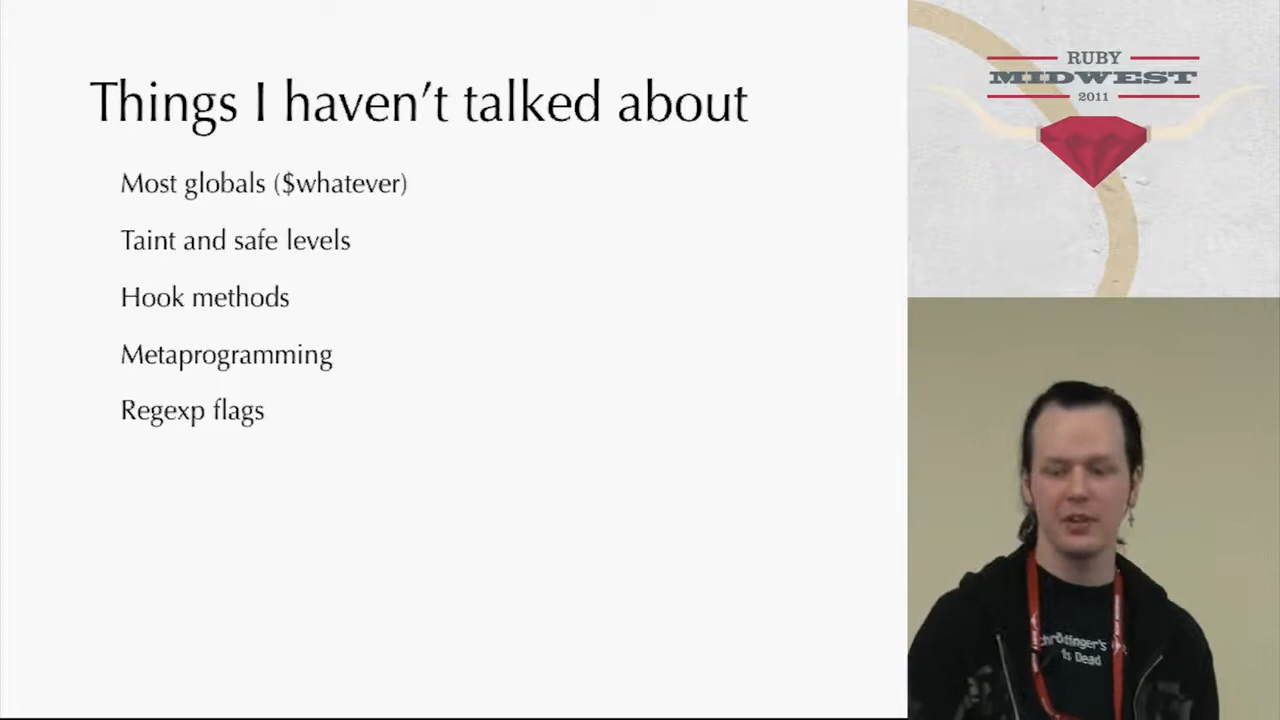 Things I haven't talked about
Most globals ($whatever)
Taint and safe levels
Hook methods
Metaprogramming
Regexp flags
RUBY
MIDWEST
2011
is Dead